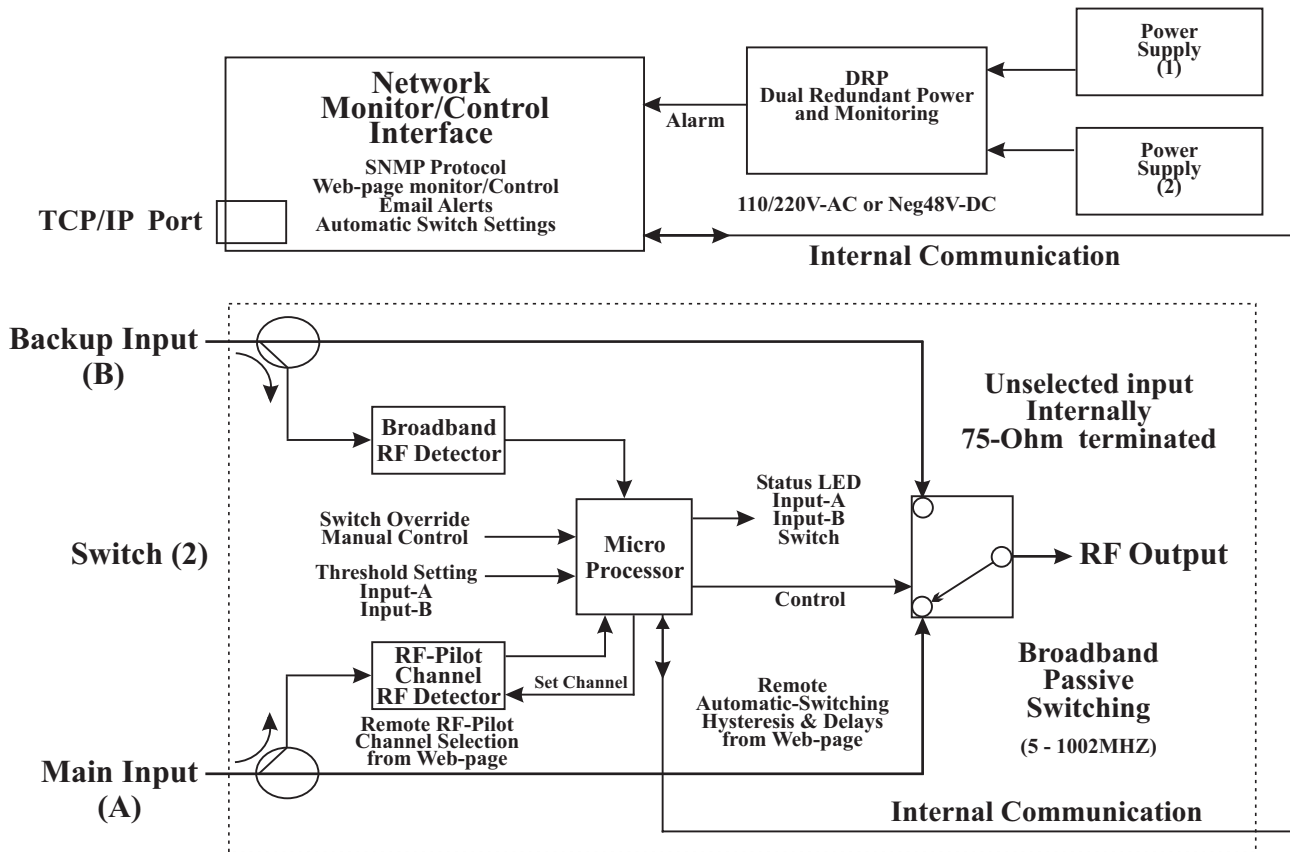 Power
Supply
(1)
Network
Monitor/Control
Interface
SNMP Protocol
Web-page monitor/Control
Email Alerts
Automatic Switch Settings
DRP
Dual Redundant Power
and Monitoring
Alarm
Power
Supply
(2)
TCP/IP Port
110/220V-AC or Neg48V-DC
Internal Communication
Backup Input
(B)
Unselected input
Internally
75-Ohm terminated
Broadband
RF Detector
Status LED
Input-A
Input-B
Switch
Switch Override
Manual Control
Switch (2)
Micro
Processor
RF Output
Threshold Setting
Input-A
Input-B
Control
RF-Pilot
Channel
RF Detector
Set Channel
Remote RF-Pilot
Channel Selection
from Web-page
Remote
Automatic-Switching
Hysteresis & Delays
from Web-page
Broadband
Passive
Switching
(5 - 1002MHZ)
Main Input
(A)
Internal Communication